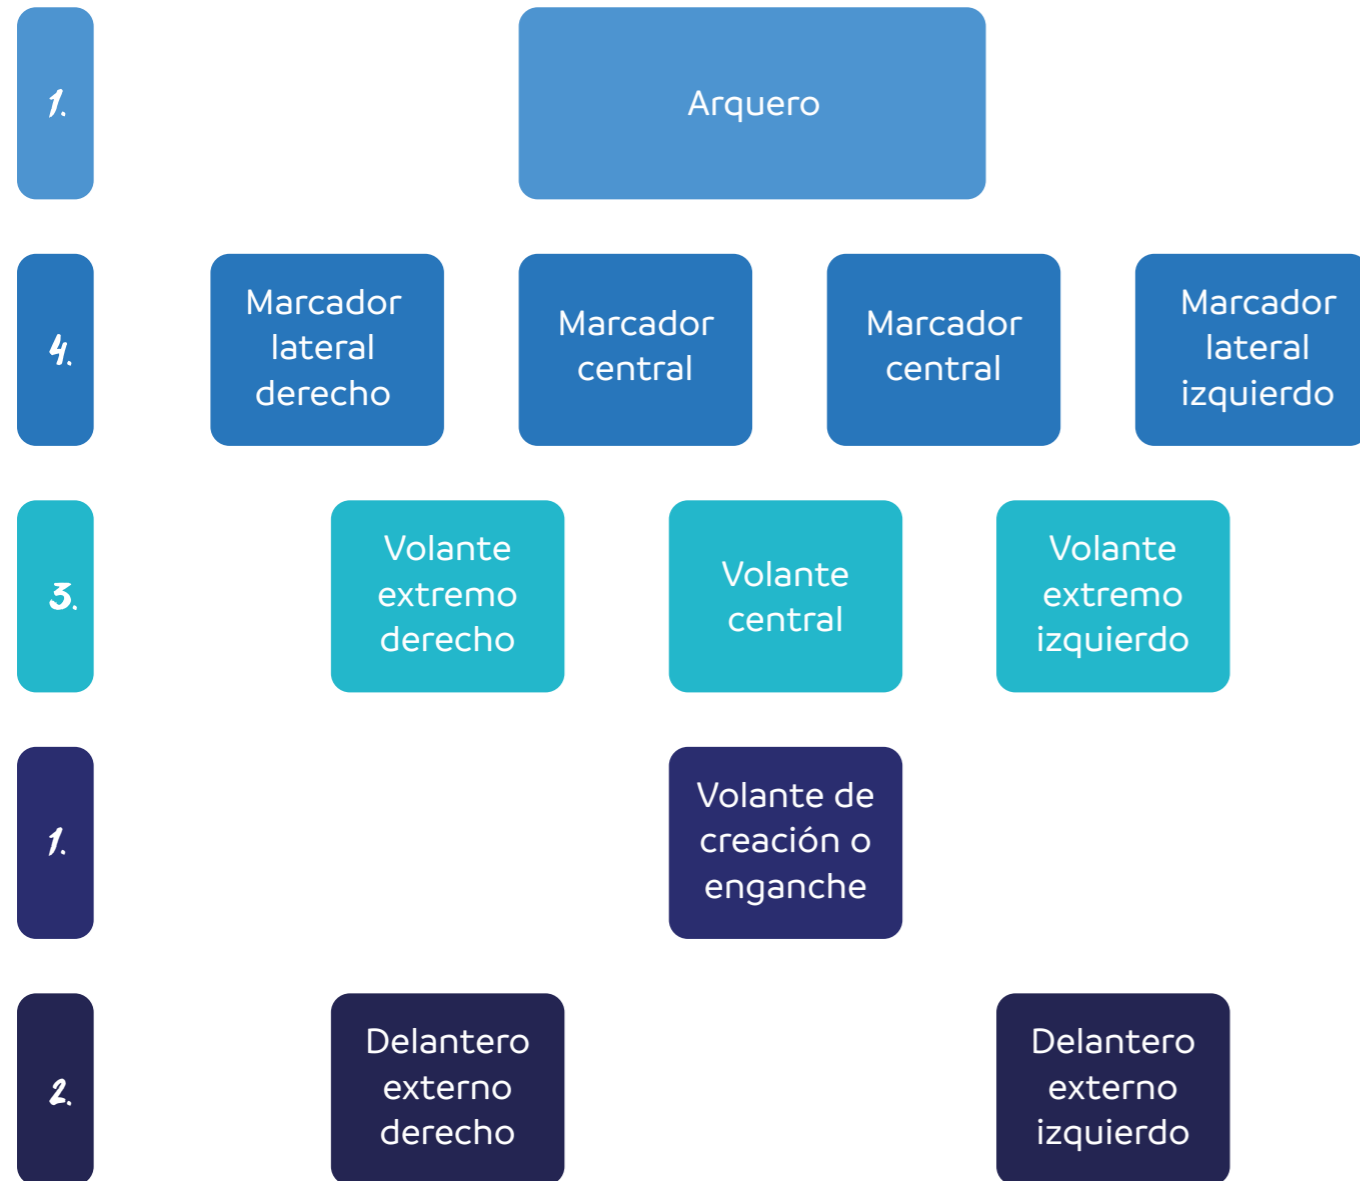 1.
Arquero
4.
Marcador
lateral
derecho
Marcador
central
Marcador
central
Marcador
lateral
izquierdo
3.
Volante
extremo
derecho
Volante
central
Volante
extremo
izquierdo
1.
Volante de
creación o
enganche
2.
Delantero
externo
derecho
Delantero
externo
izquierdo